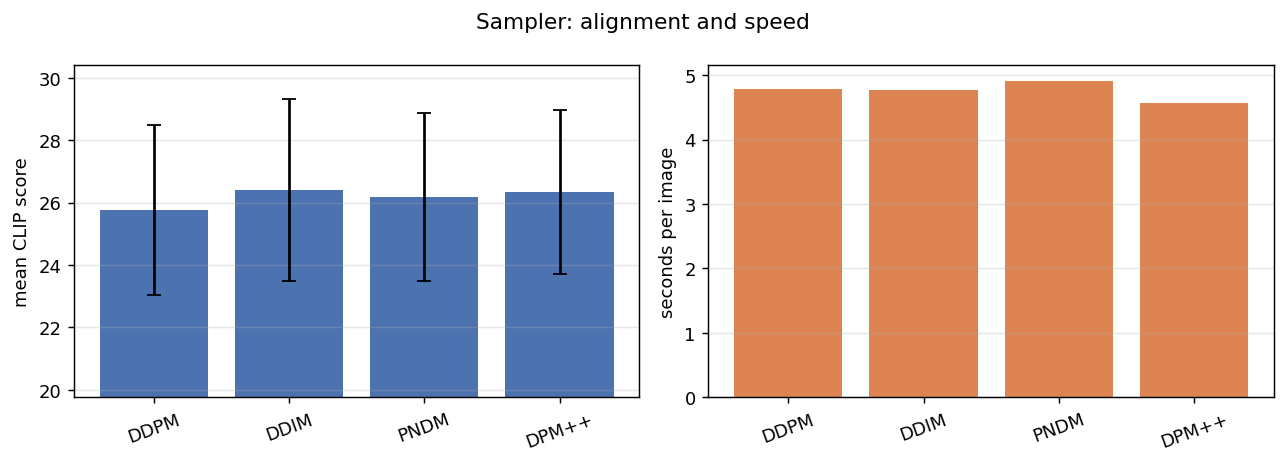 Sampler: alignment and speed
mean CLIP score
30
28
26
24
22
20
DDPM
DDIM
PNDM
DPM++
seconds per image
5
4
3
2
1
0
DDPM
DDIM
PNDM
DPM++